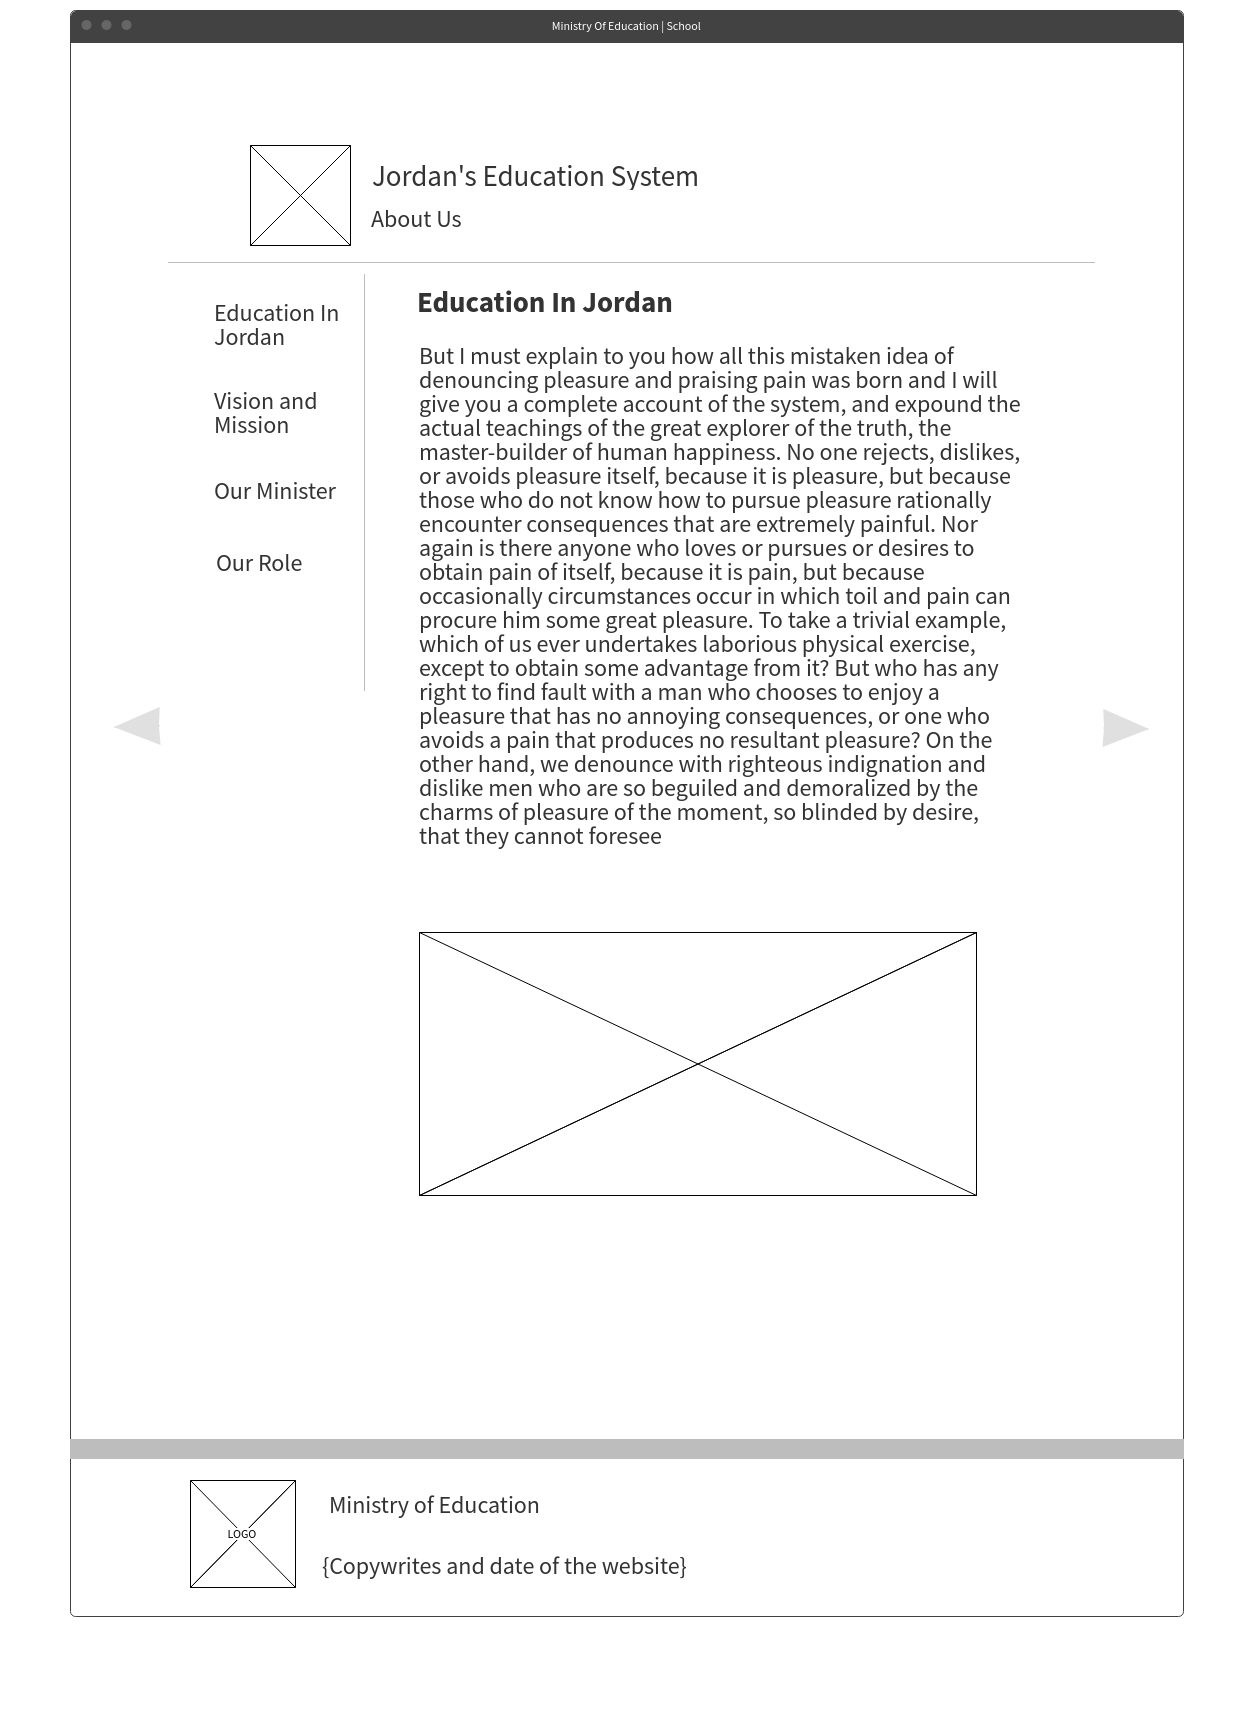 Ministry Of Education | School
Jordan's Education System
About Us
Education In
Jordan
Vision and
Mission
Our Minister
Our Role
Education In Jordan
But I must explain to you how all this mistaken idea of
denouncing pleasure and praising pain was born and I will
give you a complete account of the system, and expound the
actual teachings of the great explorer of the truth, the
master-builder of human happiness. No one rejects, dislikes,
or avoids pleasure itself, because it is pleasure, but because
those who do not know how to pursue pleasure rationally
encounter consequences that are extremely painful. Nor
again is there anyone who loves or pursues or desires to
obtain pain of itself, because it is pain, but because
occasionally circumstances occur in which toil and pain can
procure him some great pleasure. To take a trivial example,
which of us ever undertakes laborious physical exercise,
except to obtain some advantage from it? But who has any
right to find fault with a man who chooses to enjoy a
pleasure that has no annoying consequences, or one who
avoids a pain that produces no resultant pleasure? On the
other hand, we denounce with righteous indignation and
dislike men who are so beguiled and demoralized by the
charms of pleasure of the moment, so blinded by desire,
that they cannot foresee
LOGO
Ministry of Education
{Copywrites and date of the website}